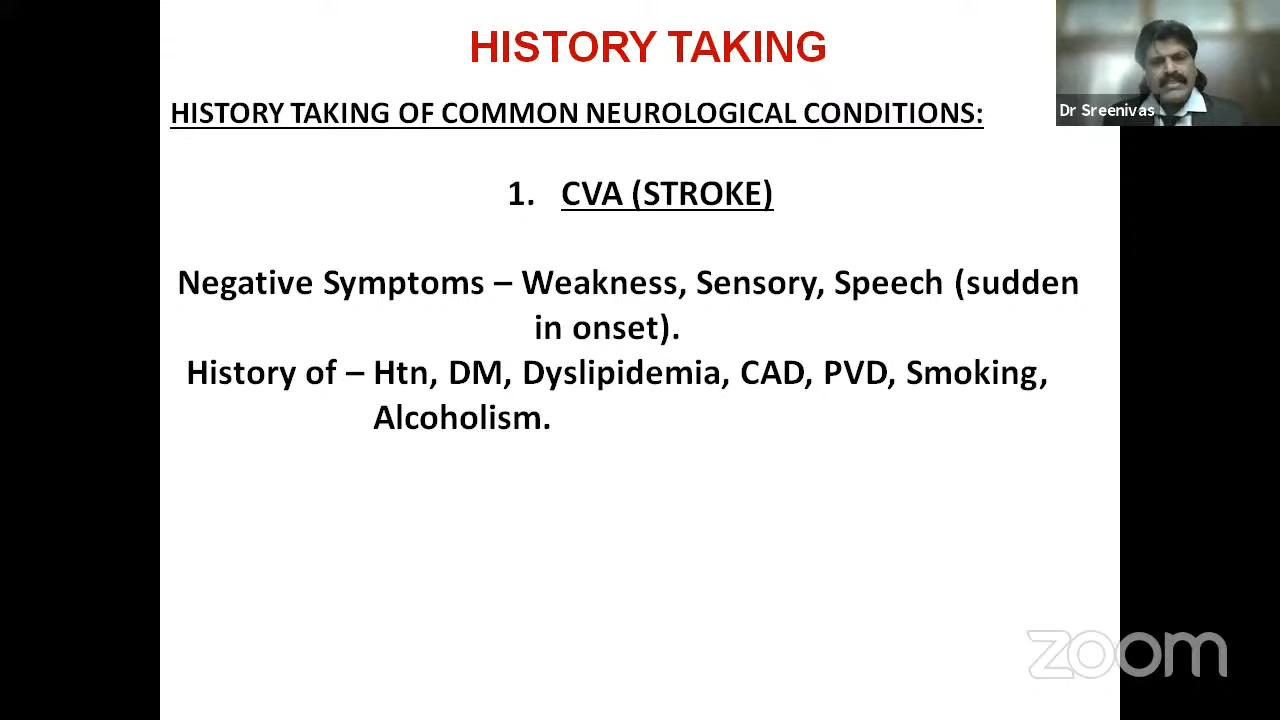 HISTORY TAKING
Dr Sreenivas
HISTORY TAKING OF COMMON NEUROLOGICAL CONDITIONS:
1. CVA (STROKE)
Negative Symptoms – Weakness, Sensory, Speech (sudden
in onset).
History of – Htn, DM, Dyslipidemia, CAD, PVD, Smoking,
Alcoholism.
zoom